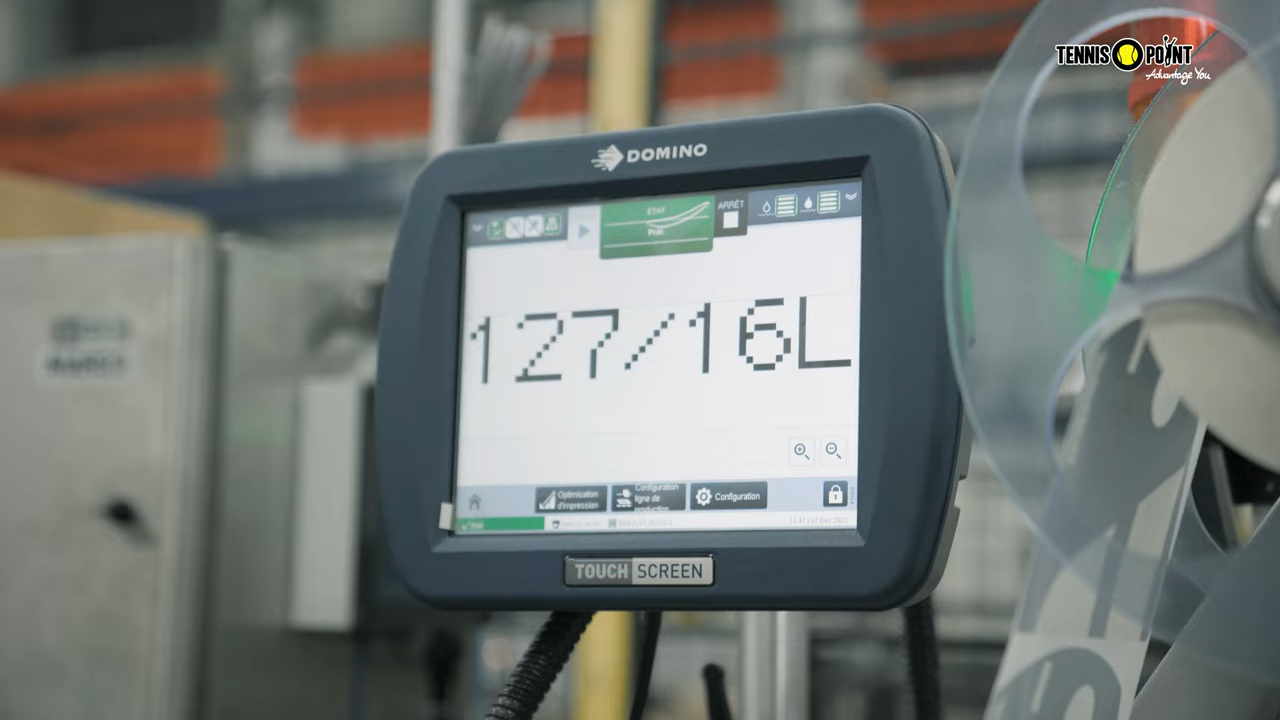 TENNIS POINT
Advantage You
DOMINO
ETAT
Prêt
ARRÊT
127/16L
Optimisation
d'impression
Configuration
ligne de
production
Configuration
TOUCH SCREEN